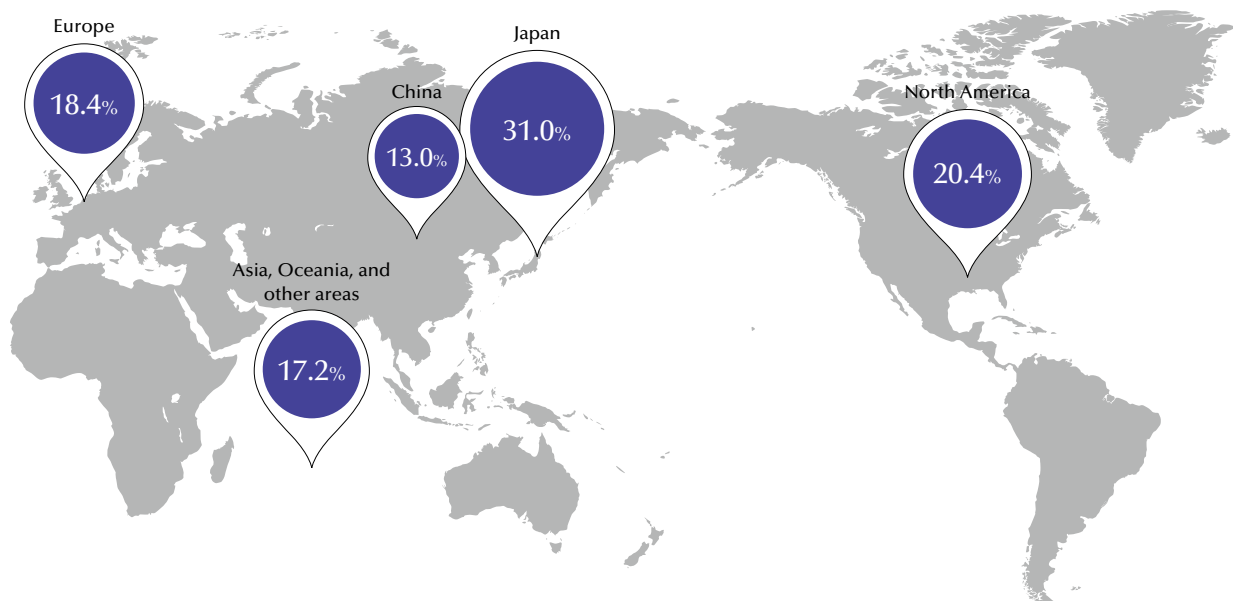 Europe
18.4%
Japan
31.0%
China
13.0%
North America
20.4%
Asia, Oceania, and
other areas
17.2%